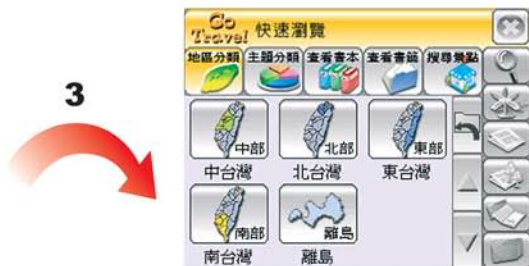 3
Go Travel 快速瀏覽
地區分類 主題分類 查看書本 查看書籤 搜尋景點
中部 北部 東部
中台灣 北台灣 東台灣
南部 離島
南台灣 離島